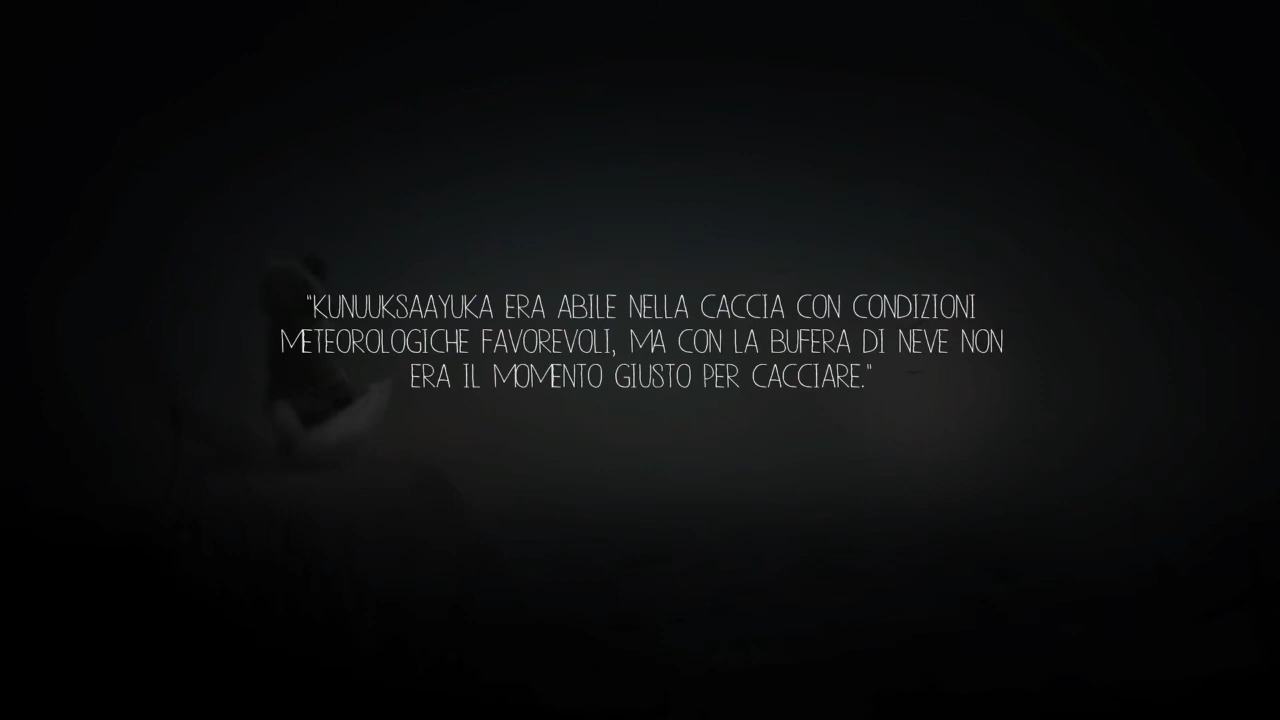 "KUNUUKSAAYUKA ERA ABILE NELLA CACCIA CON CONDIZIONI
METEOROLOGICHE FAVOREVOLI, MA CON LA BUFERA DI NEVE NON
ERA IL MOMENTO GIUSTO PER CACCIARE."